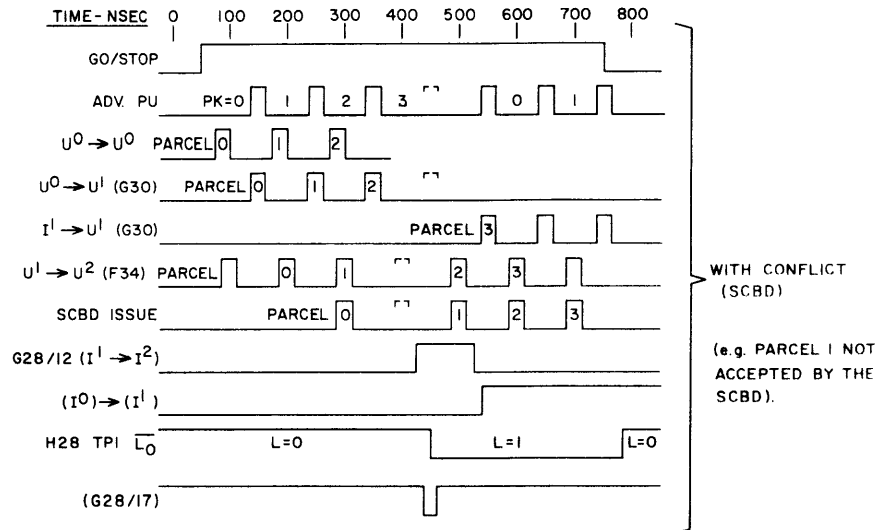 TIME-NSEC 0 100 200 300 400 500 600 700 800
GO/STOP
ADV. PU PK=0 1 2 3 0 1
U⁰ → U⁰ PARCEL 0 1 2
U⁰ → U¹ (G30) PARCEL 0 1 2
I¹ → U¹ (G30) PARCEL 3
U¹ → U² (F34) PARCEL 0 1 2 3
SCBD ISSUE PARCEL 0 1 2 3
G28/12 (I¹ → I²)
(I⁰) → (I¹)
H28 TPI L̅₀̅ L=0 L=1 L=0
(G28/17)
WITH CONFLICT
(SCBD)
(e.g. PARCEL 1 NOT
ACCEPTED BY THE
SCBD).